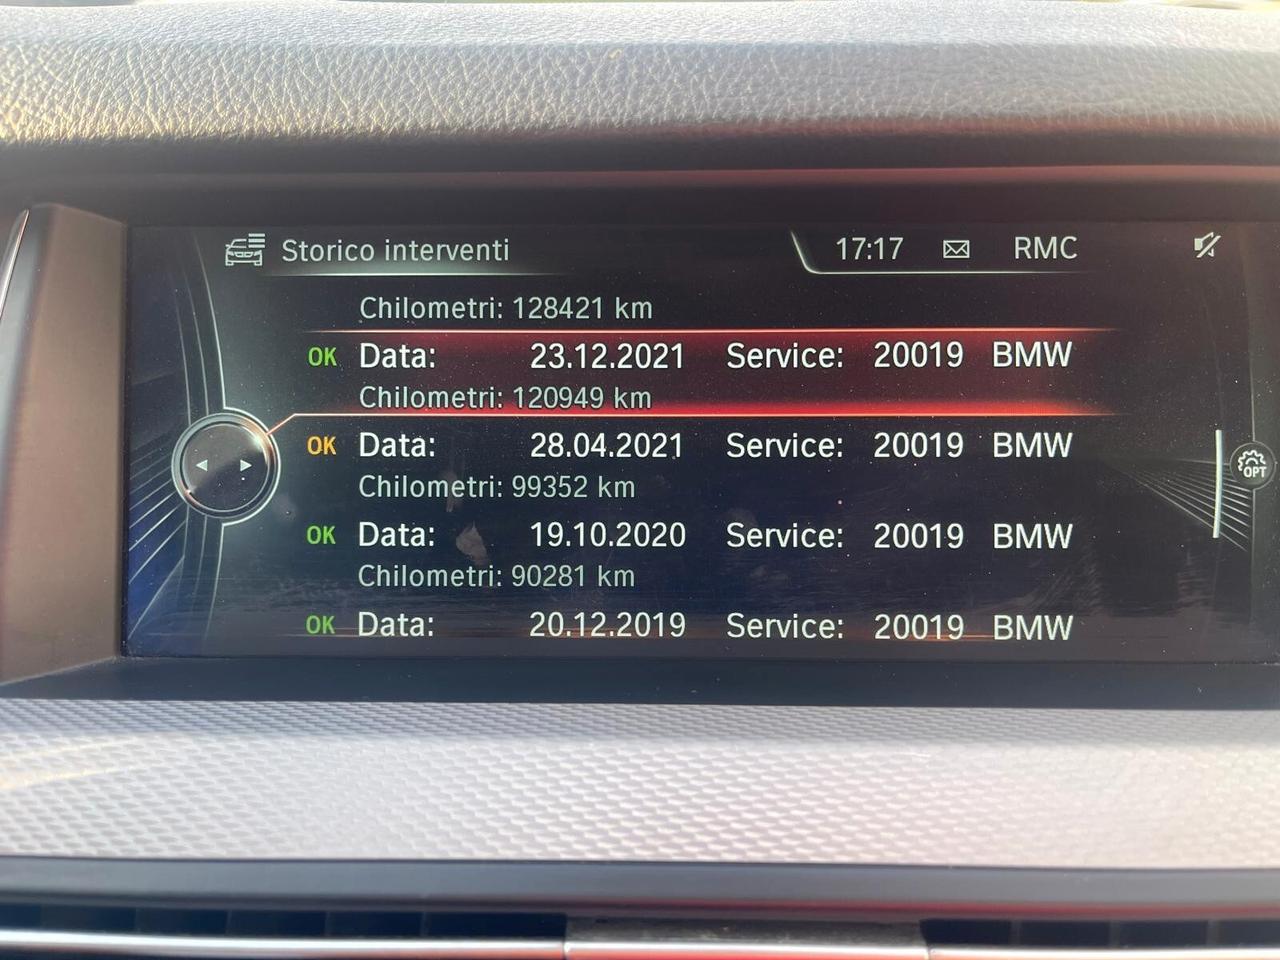 Storico interventi 17:17 RMC
Chilometri: 128421 km
OK Data: 23.12.2021 Service: 20019 BMW
Chilometri: 120949 km
OK Data: 28.04.2021 Service: 20019 BMW
Chilometri: 99352 km
OK Data: 19.10.2020 Service: 20019 BMW
Chilometri: 90281 km
OK Data: 20.12.2019 Service: 20019 BMW
OPT